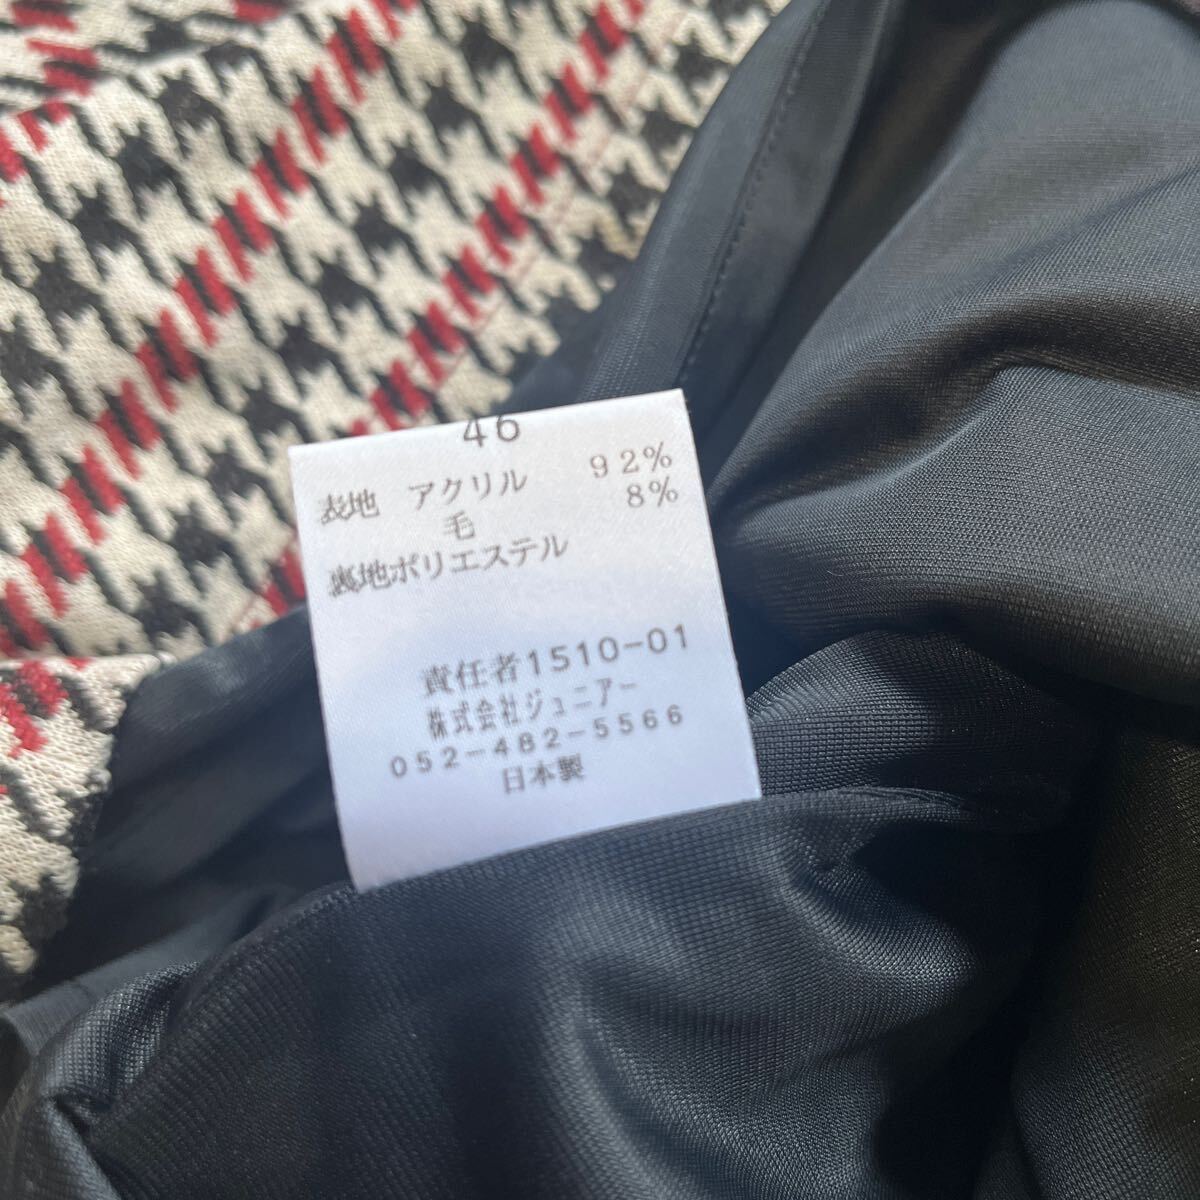 46
表地 アクリル 92%
毛 8%
裏地ポリエステル
責任者1510-01
株式会社ジュニアー
052-482-5566
日本製